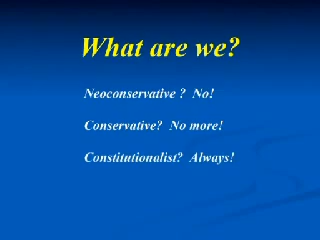 What are we?
Neoconservative ? No!
Conservative? No more!
Constitutionalist? Always!